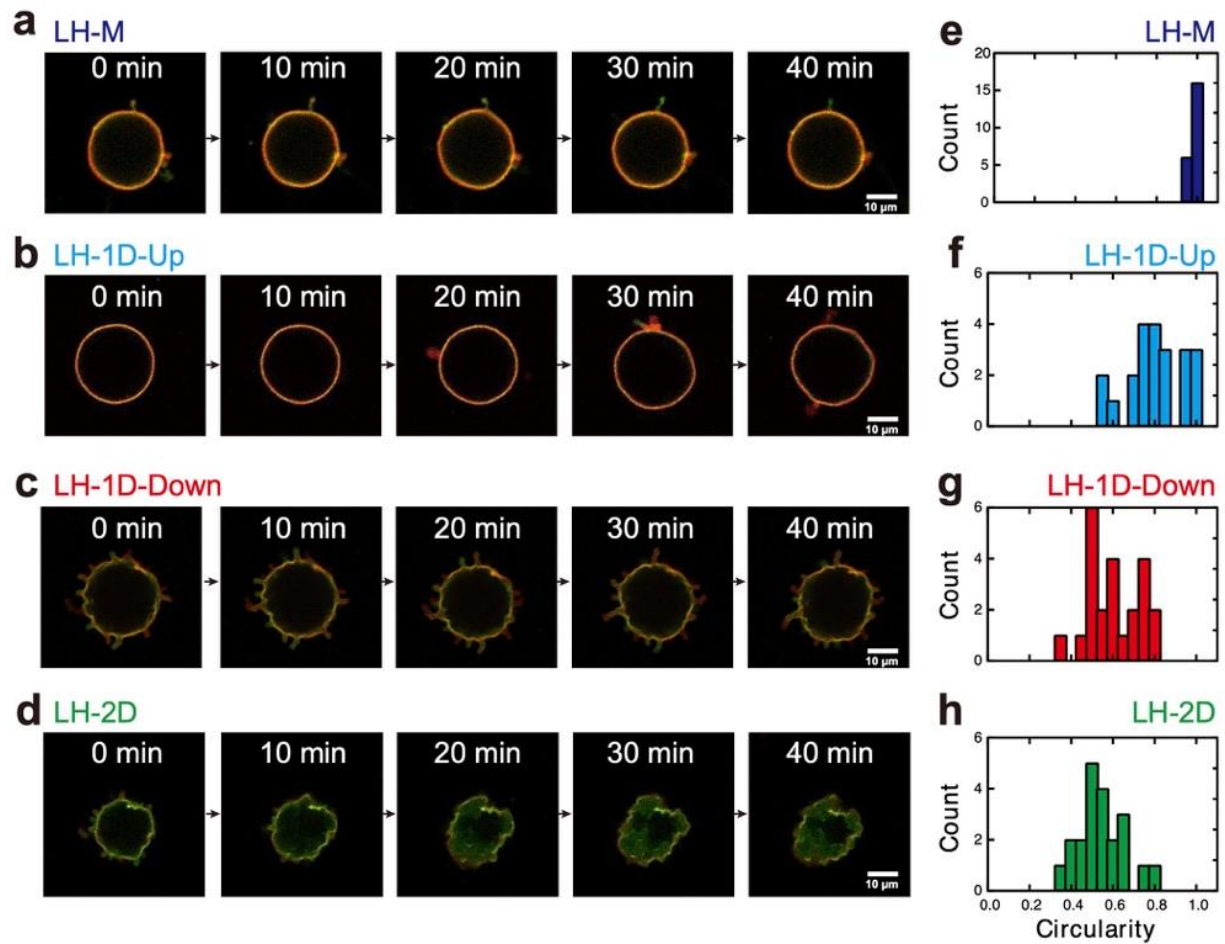 a LH-M
0 min 10 min 20 min 30 min 40 min
10 µm
b LH-1D-Up
0 min 10 min 20 min 30 min 40 min
10 µm
c LH-1D-Down
0 min 10 min 20 min 30 min 40 min
10 µm
d LH-2D
0 min 10 min 20 min 30 min 40 min
10 µm
e LH-M
20
15
10
5
0
Count
f LH-1D-Up
6
4
2
0
Count
g LH-1D-Down
6
4
2
0
Count
h LH-2D
6
4
2
0
Count
0.0 0.2 0.4 0.6 0.8 1.0
Circularity